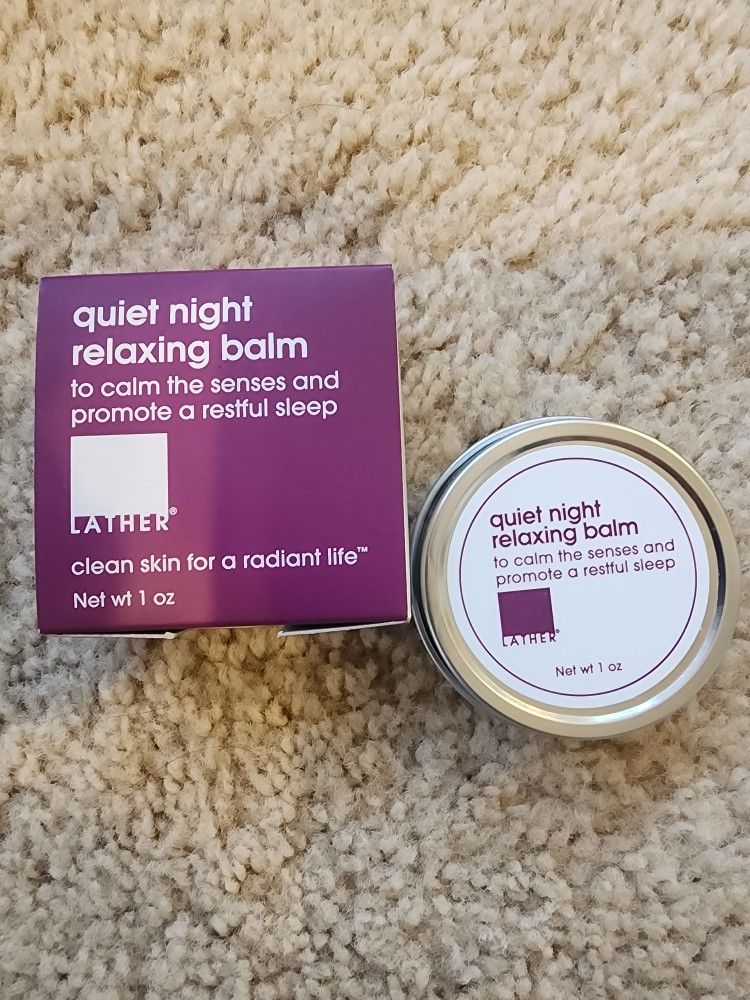 quiet night
relaxing balm
to calm the senses and
promote a restful sleep
LATHER®
clean skin for a radiant life™
Net wt 1 oz
quiet night
relaxing balm
to calm the senses and
promote a restful sleep
LATHER®
Net wt 1 oz